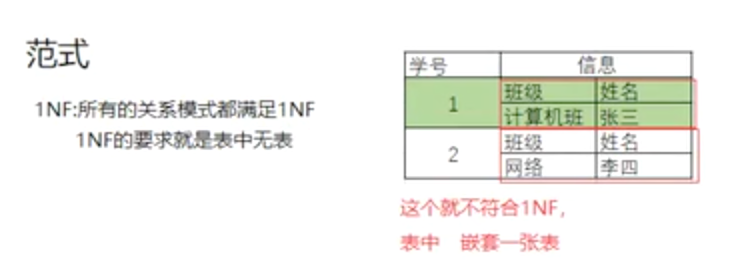 范式
1NF:所有的关系模式都满足1NF
1NF的要求就是表中无表
学号 信息
1 班级 姓名
计算机班 张三
2 班级 姓名
网络 李四
这个就不符合1NF，
表中 嵌套一张表